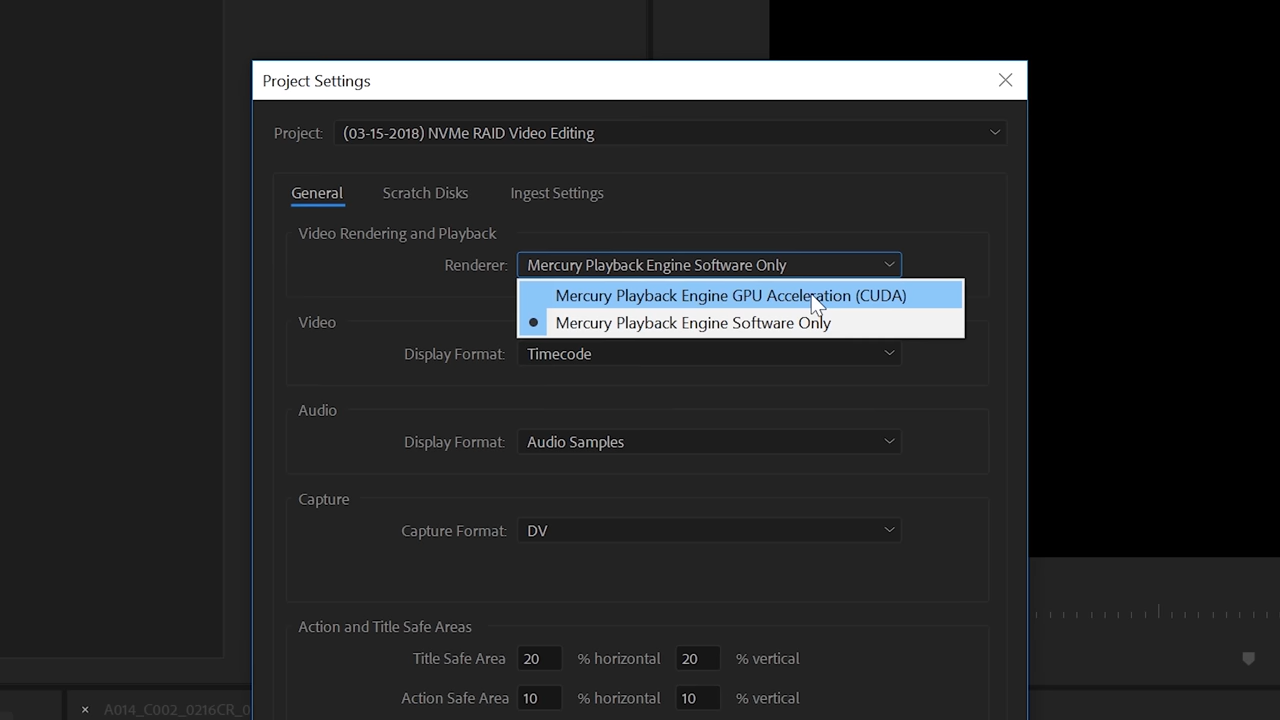 Project Settings
Project: (03-15-2018) NVMe RAID Video Editing
General Scratch Disks Ingest Settings
Video Rendering and Playback
Renderer: Mercury Playback Engine Software Only
Mercury Playback Engine GPU Acceleration (CUDA)
Mercury Playback Engine Software Only
Video
Display Format: Timecode
Audio
Display Format: Audio Samples
Capture
Capture Format: DV
Action and Title Safe Areas
Title Safe Area 20 % horizontal 20 % vertical
Action Safe Area 10 % horizontal 10 % vertical
× A014_C002_0216CR_0